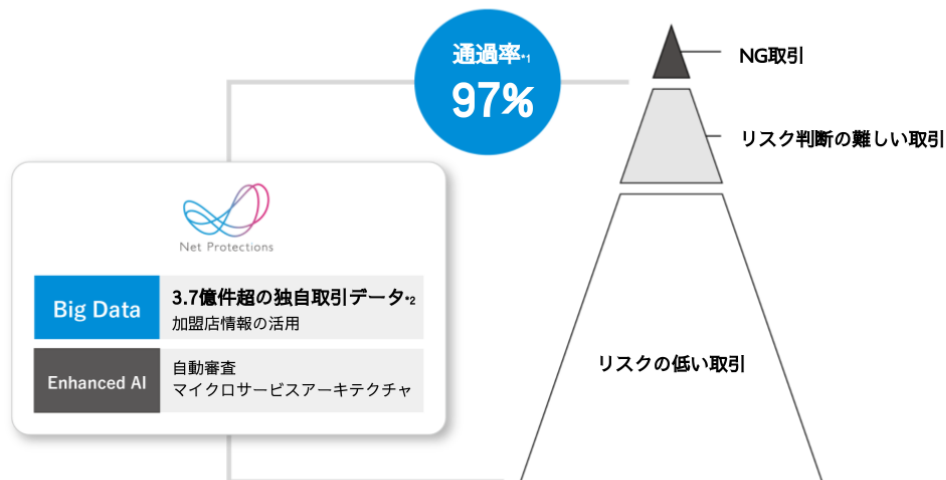 通過率*1
97%
NG取引
リスク判断の難しい取引
Net Protections
Big Data
3.7億件超の独自取引データ*2
加盟店情報の活用
Enhanced AI
自動審査
マイクロサービスアーキテクチャ
リスクの低い取引